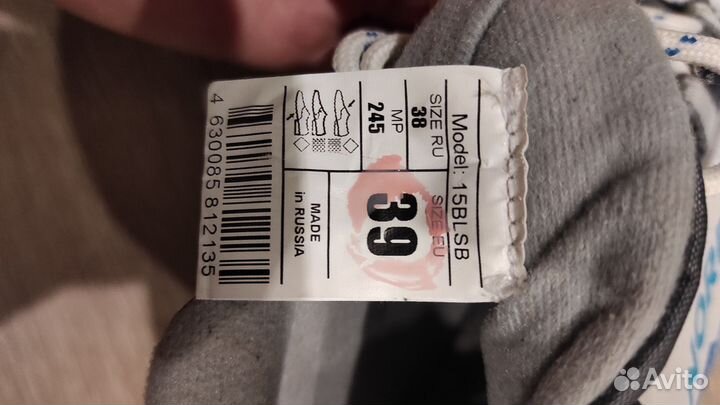 Model: 15BLSB
SIZE RU
38
SIZE EU
39
MP
245
MADE
in RUSSIA
4 630085 812135
Avito